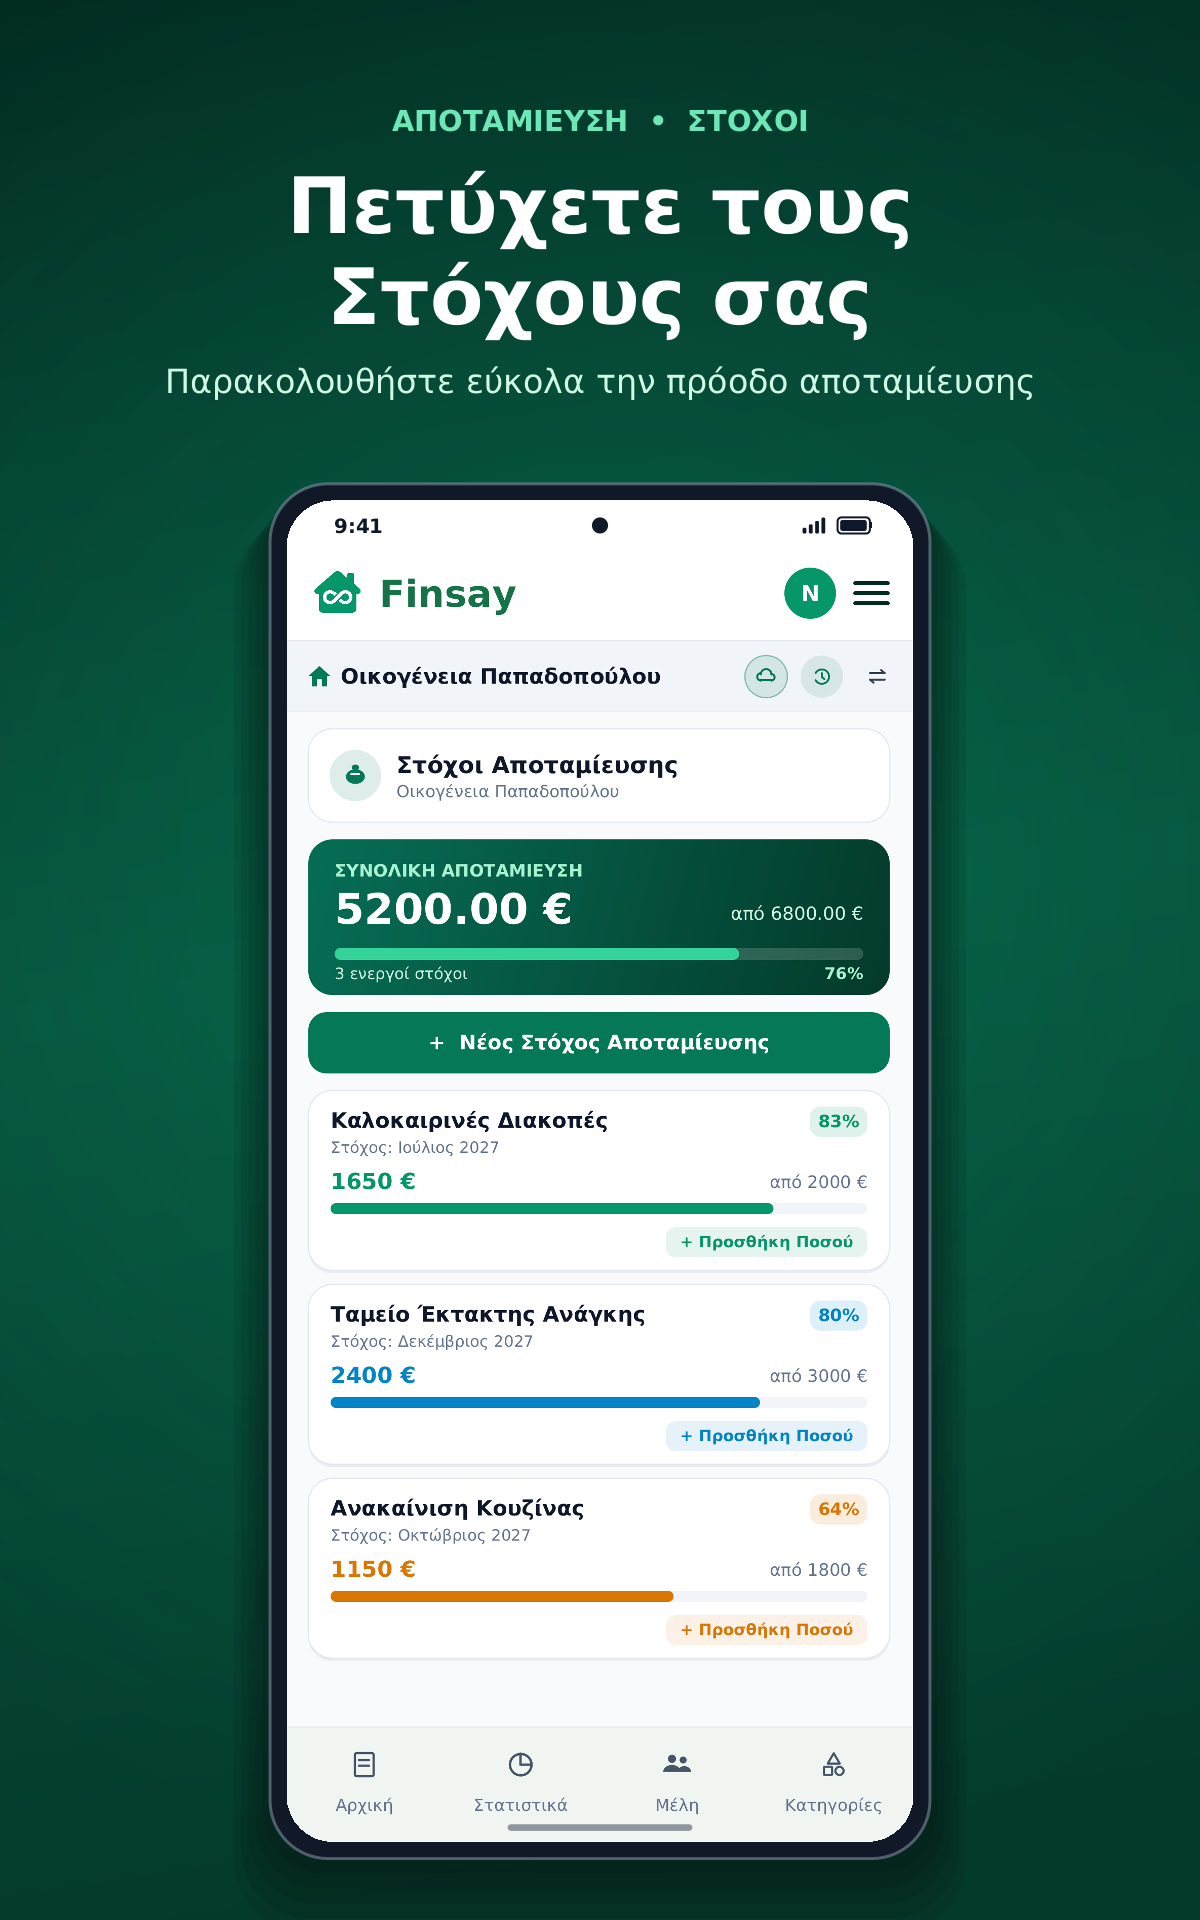 ΑΠΟΤΑΜΙΕΥΣΗ • ΣΤΟΧΟΙ
Πετύχετε τους
Στόχους σας
Παρακολουθήστε εύκολα την πρόοδο αποταμίευσης
9:41
Finsay
N
Οικογένεια Παπαδοπούλου
Στόχοι Αποταμίευσης
Οικογένεια Παπαδοπούλου
ΣΥΝΟΛΙΚΗ ΑΠΟΤΑΜΙΕΥΣΗ
5200.00 € από 6800.00 €
3 ενεργοί στόχοι 76%
+ Νέος Στόχος Αποταμίευσης
Καλοκαιρινές Διακοπές 83%
Στόχος: Ιούλιος 2027
1650 € από 2000 €
+ Προσθήκη Ποσού
Ταμείο Έκτακτης Ανάγκης 80%
Στόχος: Δεκέμβριος 2027
2400 € από 3000 €
+ Προσθήκη Ποσού
Ανακαίνιση Κουζίνας 64%
Στόχος: Οκτώβριος 2027
1150 € από 1800 €
+ Προσθήκη Ποσού
Αρχική Στατιστικά Μέλη Κατηγορίες